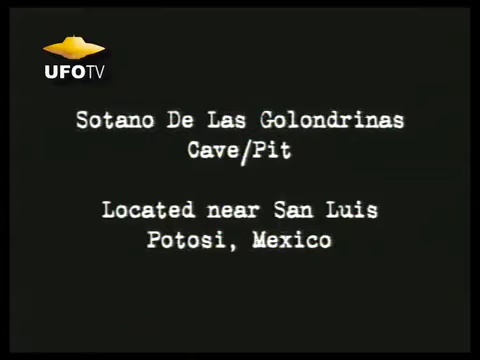 UFOTV
Sotano De Las Golondrinas
Cave/Pit
Located near San Luis
Potosi, Mexico